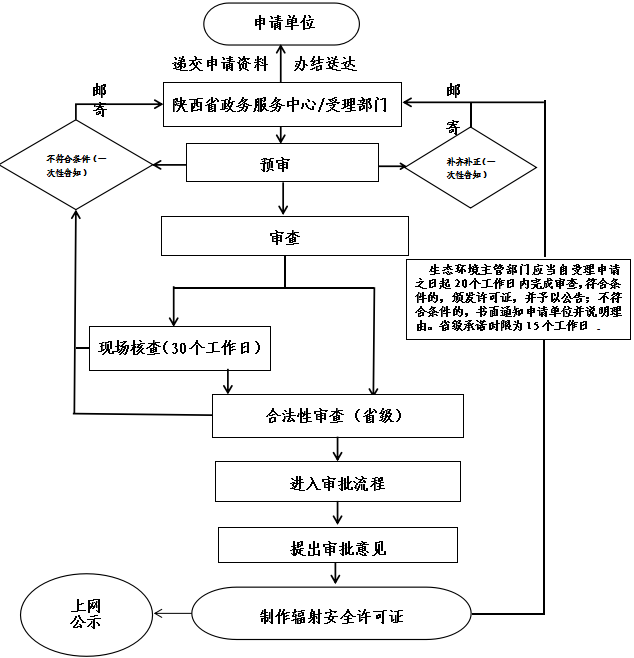 申请单位
递交申请资料 办结送达
邮
寄
陕西省政务服务中心/受理部门
邮
寄
不符合条件(一
次性告知)
预审
补齐补正(一
次性告知)
审查
生态环境主管部门应当自受理申请
之日起20个工作日内完成审查,符合条
件的，颁发许可证，并予以公告；不符
合条件的，书面通知申请单位并说明理
由。省级承诺时限为15个工作日 .
现场核查(30个工作日)
合法性审查（省级）
进入审批流程
提出审批意见
制作辐射安全许可证
上网
公示